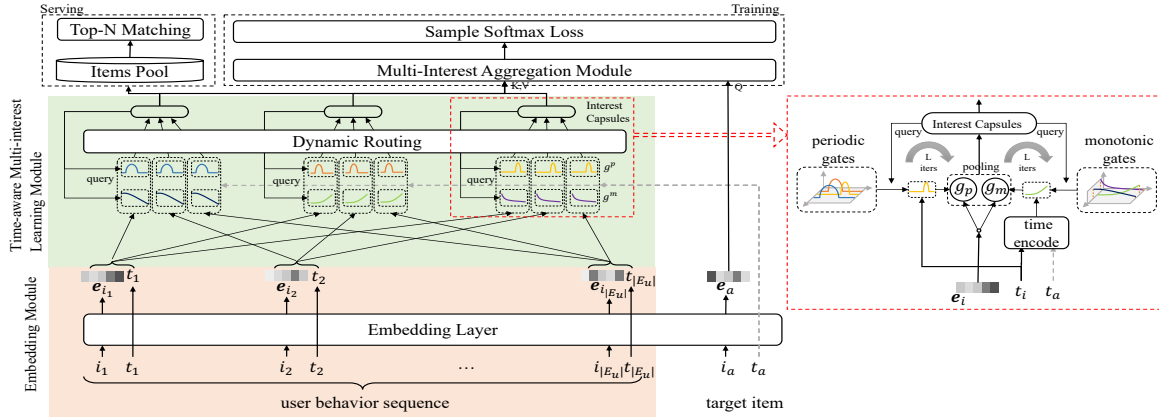 Serving
Training
Top-N Matching
Sample Softmax Loss
Items Pool
Multi-Interest Aggregation Module
K,V
Q
Time-aware Multi-interest
Learning Module
Interest
Capsules
Dynamic Routing
query
query
query
g^p
g^m
Embedding Module
e_{i_1} t_1
e_{i_2} t_2
e_{i_{|E_u|}} t_{|E_u|}
e_a
Embedding Layer
i_1 t_1 i_2 t_2 ... i_{|E_u|} t_{|E_u|} i_a t_a
user behavior sequence
target item
Interest Capsules
query
query
periodic
gates
L
iters
pooling
L
iters
monotonic
gates
g_p g_m
time
encode
e_i t_i t_a